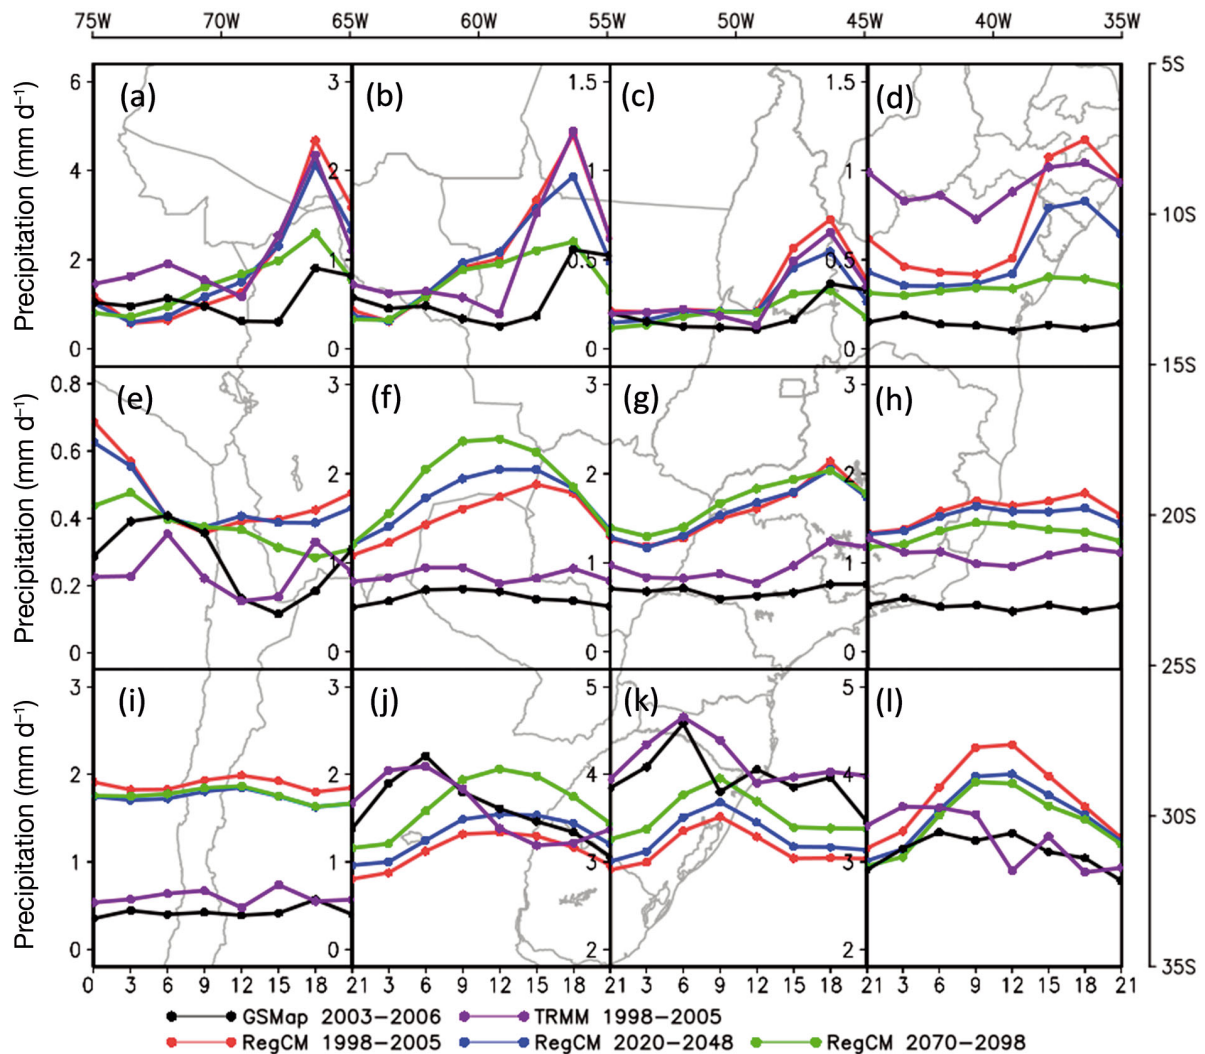 75W 70W 65W 60W 55W 50W 45W 40W 35W
Precipitation (mm d⁻¹)
6
4
2
0
(a)
3
2
1
0
(b)
1.5
1
0.5
0
(c)
1.5
1
0.5
0
(d)
5S
10S
15S
Precipitation (mm d⁻¹)
0.8
0.6
0.4
0.2
0
(e)
3
2
1
0
(f)
(g)
3
2
1
0
(h)
20S
25S
Precipitation (mm d⁻¹)
3
2
1
0
(i)
3
2
1
0
(j)
5
4
3
2
(k)
5
4
3
2
(l)
30S
35S
0 3 6 9 12 15 18 21 3 6 9 12 15 18 21 3 6 9 12 15 18 21 3 6 9 12 15 18 21
GSMap 2003−2006 TRMM 1998−2005
RegCM 1998−2005 RegCM 2020−2048 RegCM 2070−2098